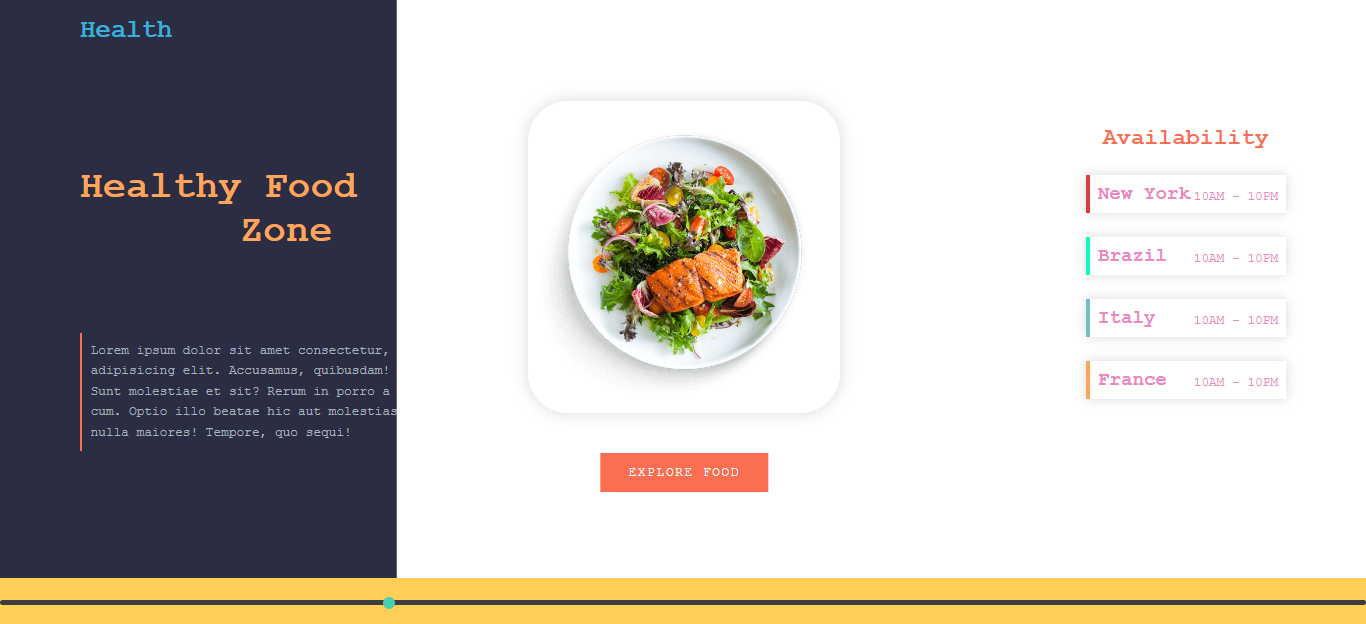 Health
Healthy Food
Zone
Lorem ipsum dolor sit amet consectetur,
adipisicing elit. Accusamus, quibusdam!
Sunt molestiae et sit? Rerum in porro a
cum. Optio illo beatae hic aut molestias
nulla maiores! Tempore, quo sequi!
EXPLORE FOOD
Availability
New York 10AM - 10PM
Brazil 10AM - 10PM
Italy 10AM - 10PM
France 10AM - 10PM